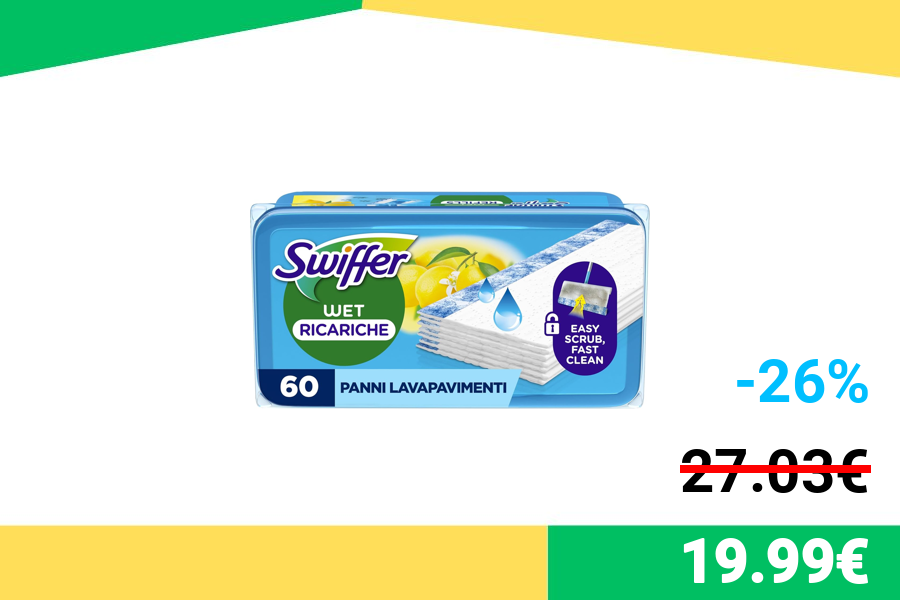 Swiffer
WET
RICARICHE
60 PANNI LAVAPAVIMENTI
EASY
SCRUB,
FAST
CLEAN
-26%
27.03€
19.99€